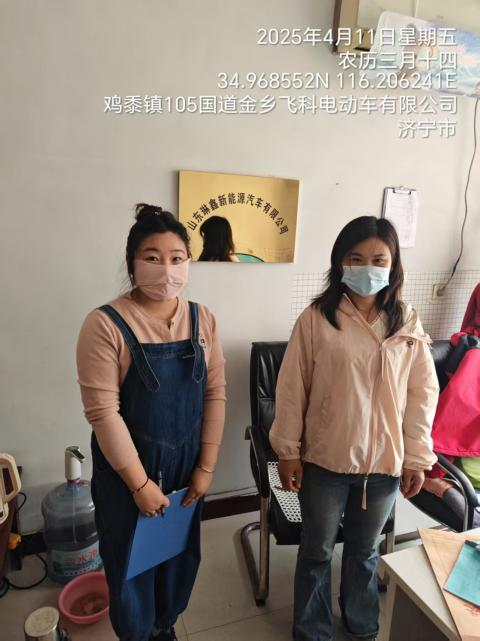 2025年4月11日星期五
农历三月十四
34.968552N 116.206241E
鸡黍镇105国道金乡飞科电动车有限公司
济宁市
山东琳鑫新能源汽车有限公司